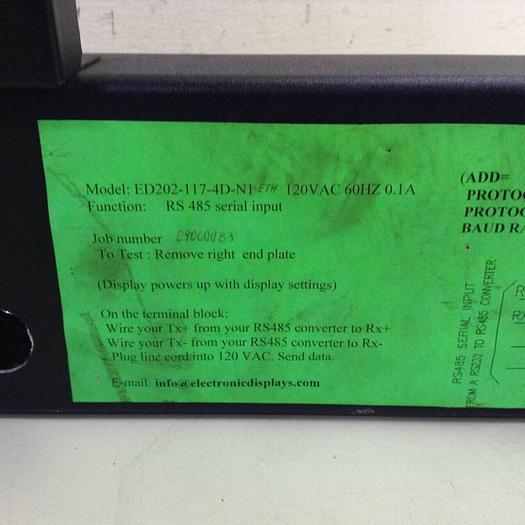 Model: ED202-117-4D-N1-ETH 120VAC 60HZ 0.1A
Function: RS 485 serial input
Job number
To Test : Remove right end plate
(Display powers up with display settings)
On the terminal block:
Wire your Tx+ from your RS485 converter to Rx+
Wire your Tx- from your RS485 converter to Rx-
Plug line cord into 120 VAC. Send data.
E-mail: info@electronicdisplays.com
(ADD=
PROTOC
PROTOC
BAUD RA
RS485 SERIAL INPUT
FROM A RS232 TO RS485 CONVERTER